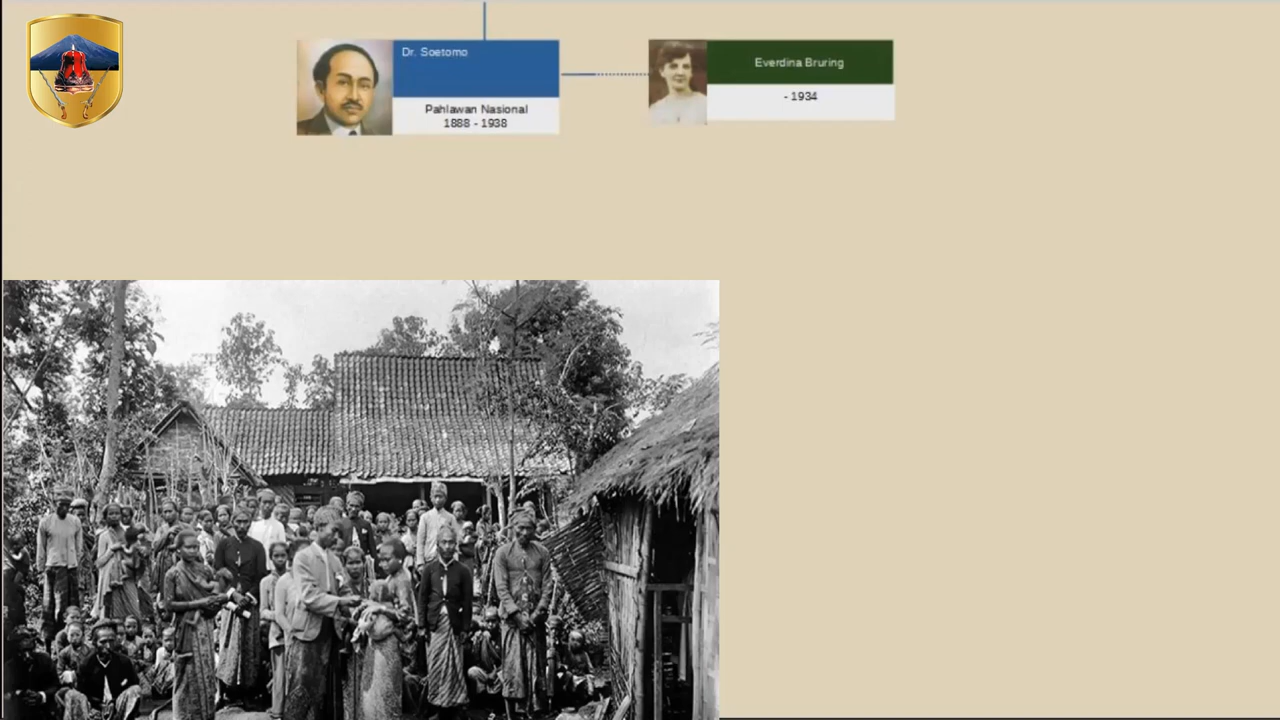 Dr. Soetomo
Pahlawan Nasional
1888 - 1938
Everdina Bruring
- 1934